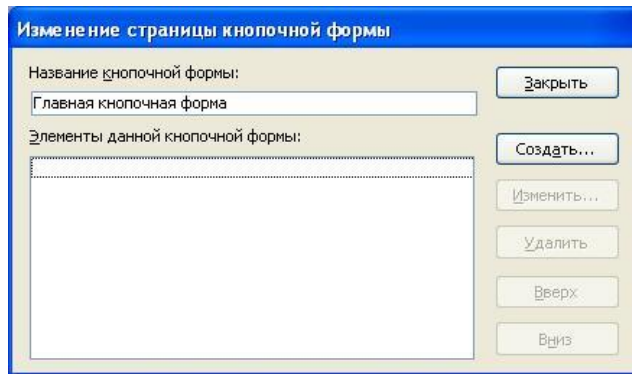 Изменение страницы кнопочной формы
Название кнопочной формы:
Закрыть
Главная кнопочная форма
Элементы данной кнопочной формы:
Создать...
Изменить...
Удалить
Вверх
Вниз